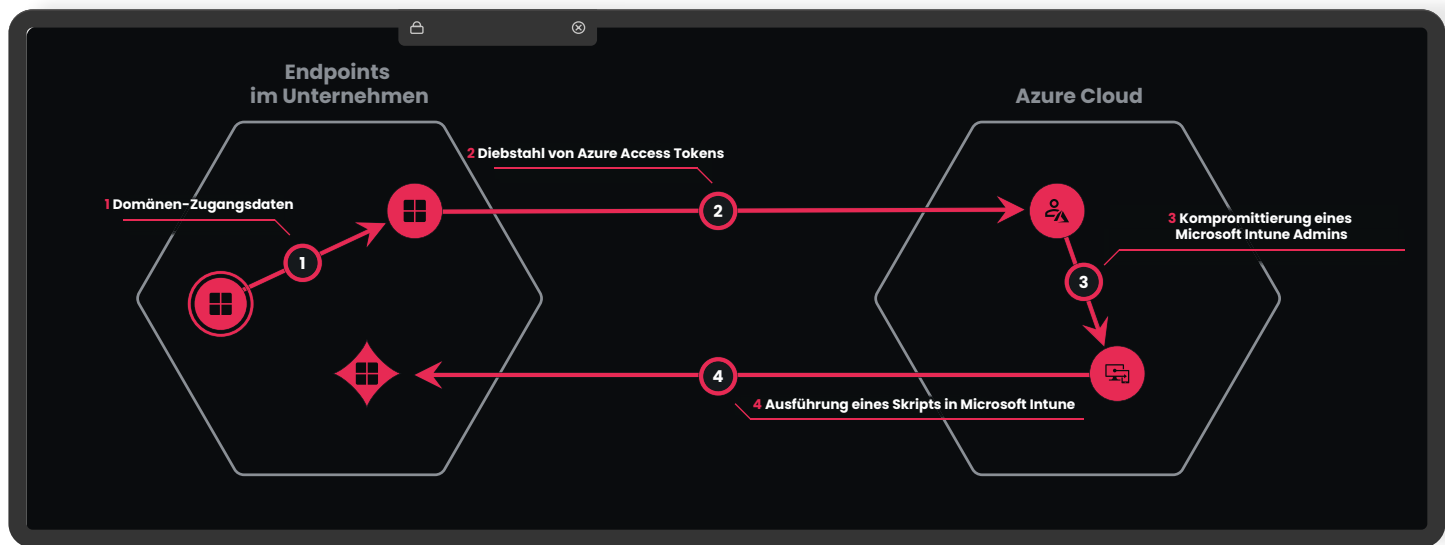 Endpoints
im Unternehmen
Azure Cloud
2 Diebstahl von Azure Access Tokens
1 Domänen-Zugangsdaten
2
3 Kompromittierung eines
Microsoft Intune Admins
1
3
4
4 Ausführung eines Skripts in Microsoft Intune